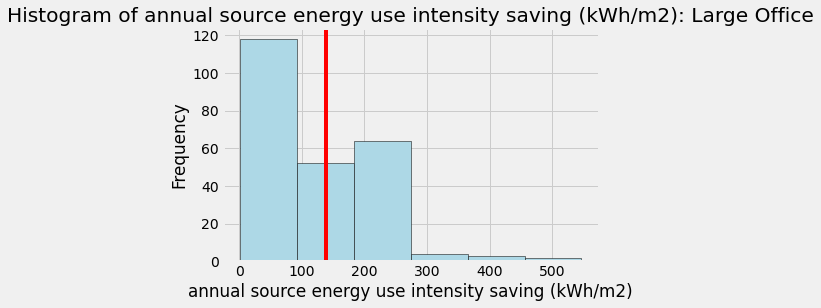 Histogram of annual source energy use intensity saving (kWh/m2): Large Office
120
100
80
60
40
20
0
Frequency
0 100 200 300 400 500
annual source energy use intensity saving (kWh/m2)